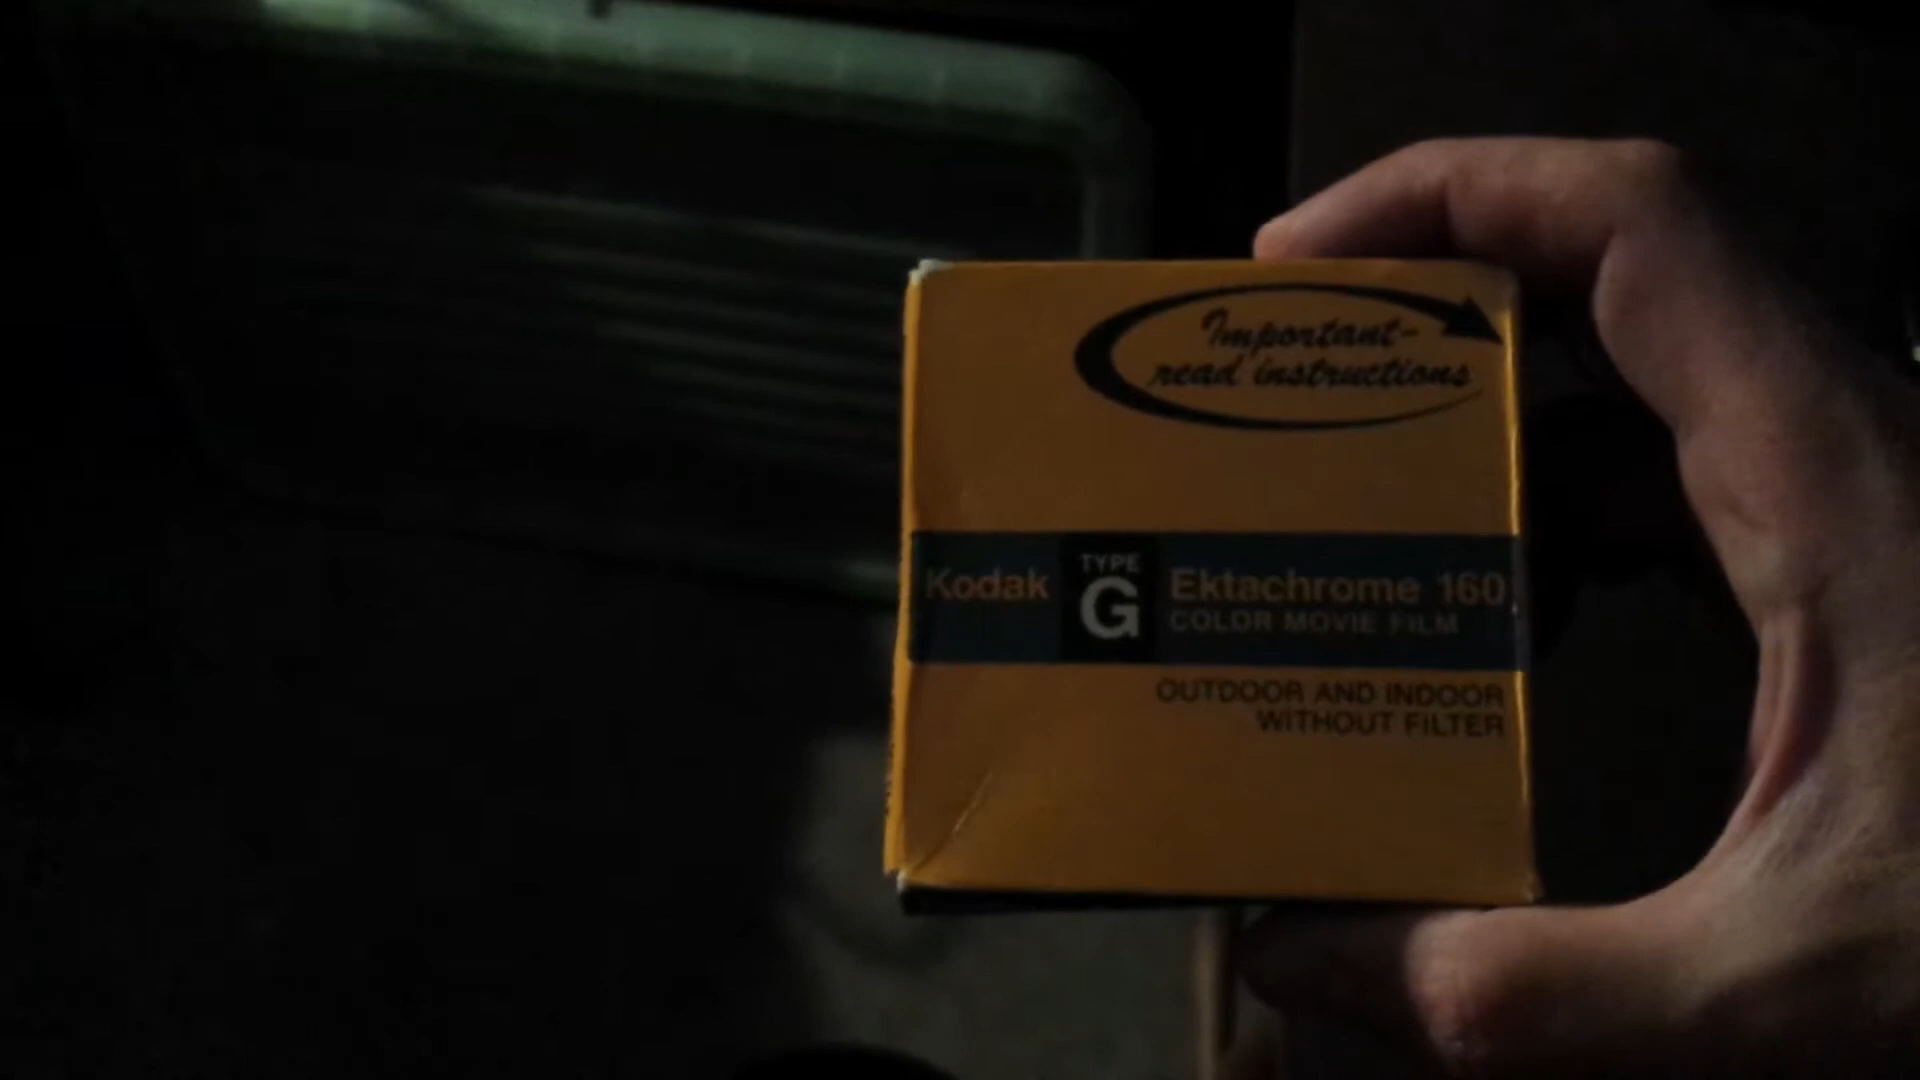 Important-
read instructions
Kodak
TYPE
G
Ektachrome 160
COLOR MOVIE FILM
OUTDOOR AND INDOOR
WITHOUT FILTER